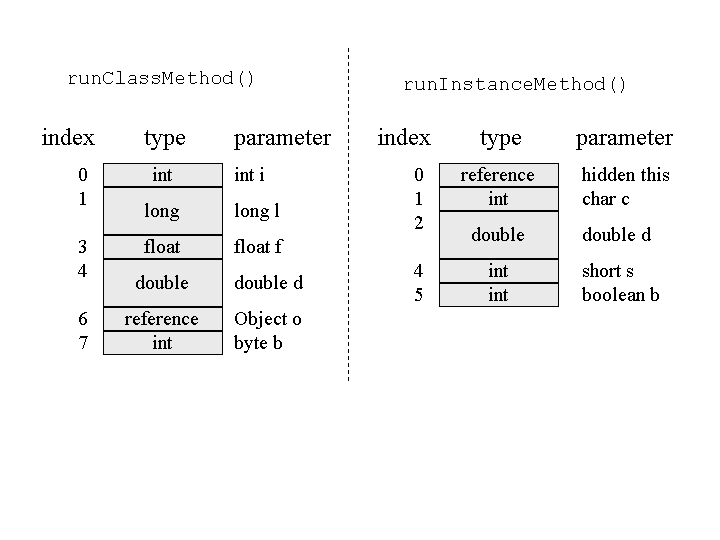 runClassMethod()
index type parameter
0 int int i
1 long long l
3 float float f
4 double double d
6 reference Object o
7 int byte b
runInstanceMethod()
index type parameter
0 reference hidden this
1 int char c
2 double double d
4 int short s
5 int boolean b